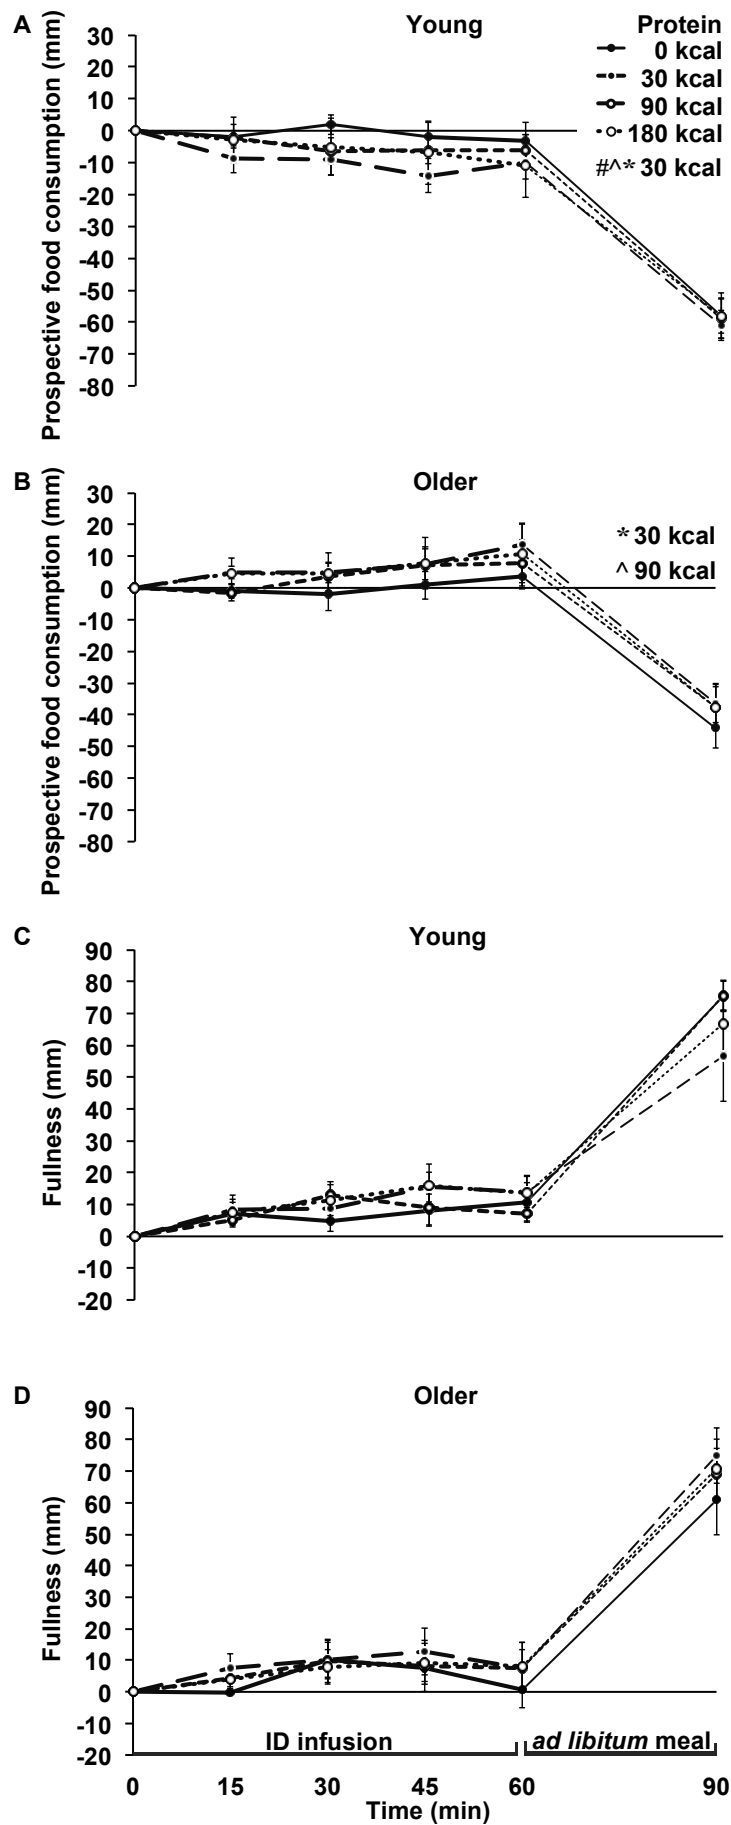 A
Young
Protein
0 kcal
30 kcal
90 kcal
180 kcal
#^* 30 kcal
Prospective food consumption (mm)
30
20
10
0
-10
-20
-30
-40
-50
-60
-70
-80
B
Older
* 30 kcal
^ 90 kcal
Prospective food consumption (mm)
30
20
10
0
-10
-20
-30
-40
-50
-60
-70
-80
C
Young
Fullness (mm)
90
80
70
60
50
40
30
20
10
0
-10
-20
D
Older
Fullness (mm)
90
80
70
60
50
40
30
20
10
0
-10
-20
ID infusion
ad libitum meal
0 15 30 45 60 90
Time (min)